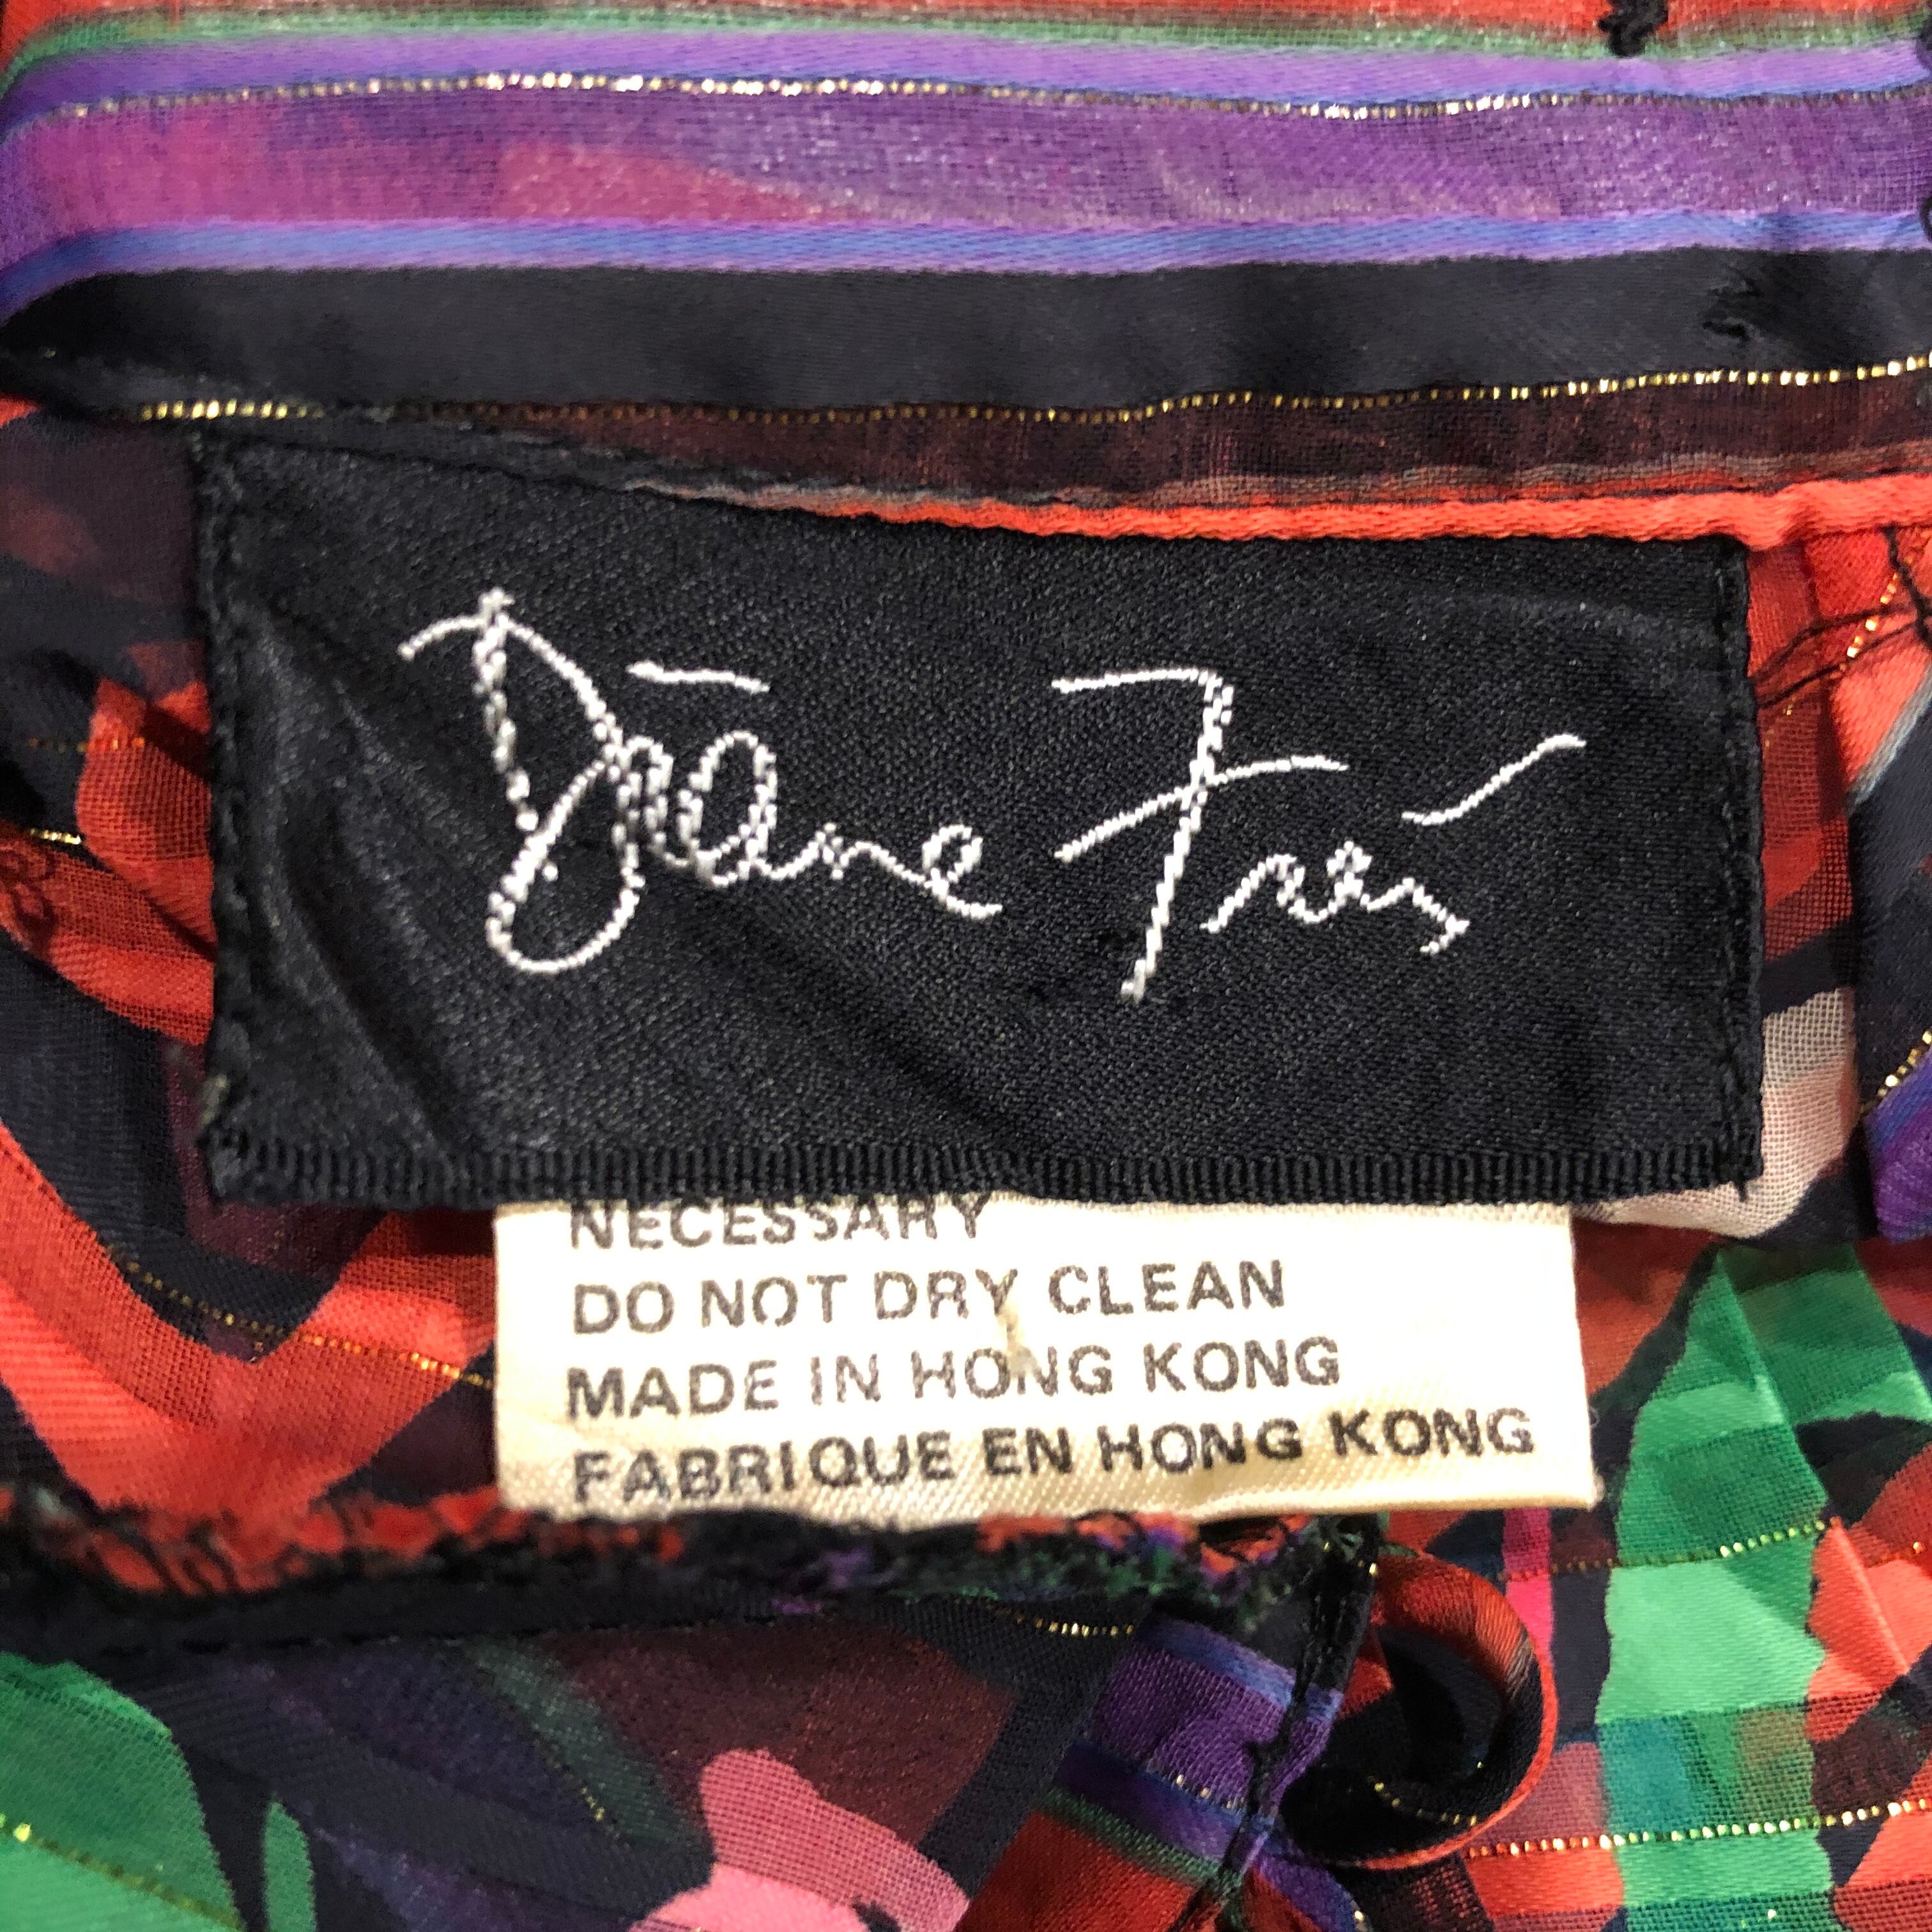 Diane Freis
NECESSARY
DO NOT DRY CLEAN
MADE IN HONG KONG
FABRIQUE EN HONG KONG